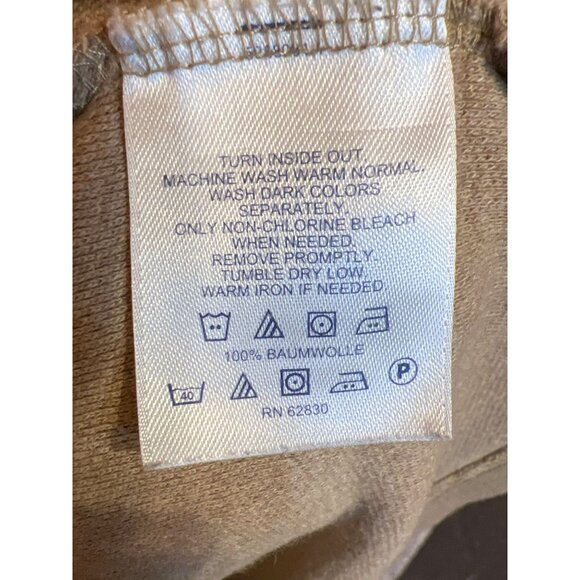 TURN INSIDE OUT.
MACHINE WASH WARM NORMAL.
WASH DARK COLORS
SEPARATELY.
ONLY NON-CHLORINE BLEACH
WHEN NEEDED.
REMOVE PROMPTLY.
TUMBLE DRY LOW.
WARM IRON IF NEEDED
100% BAUMWOLLE
40 P
RN 62830